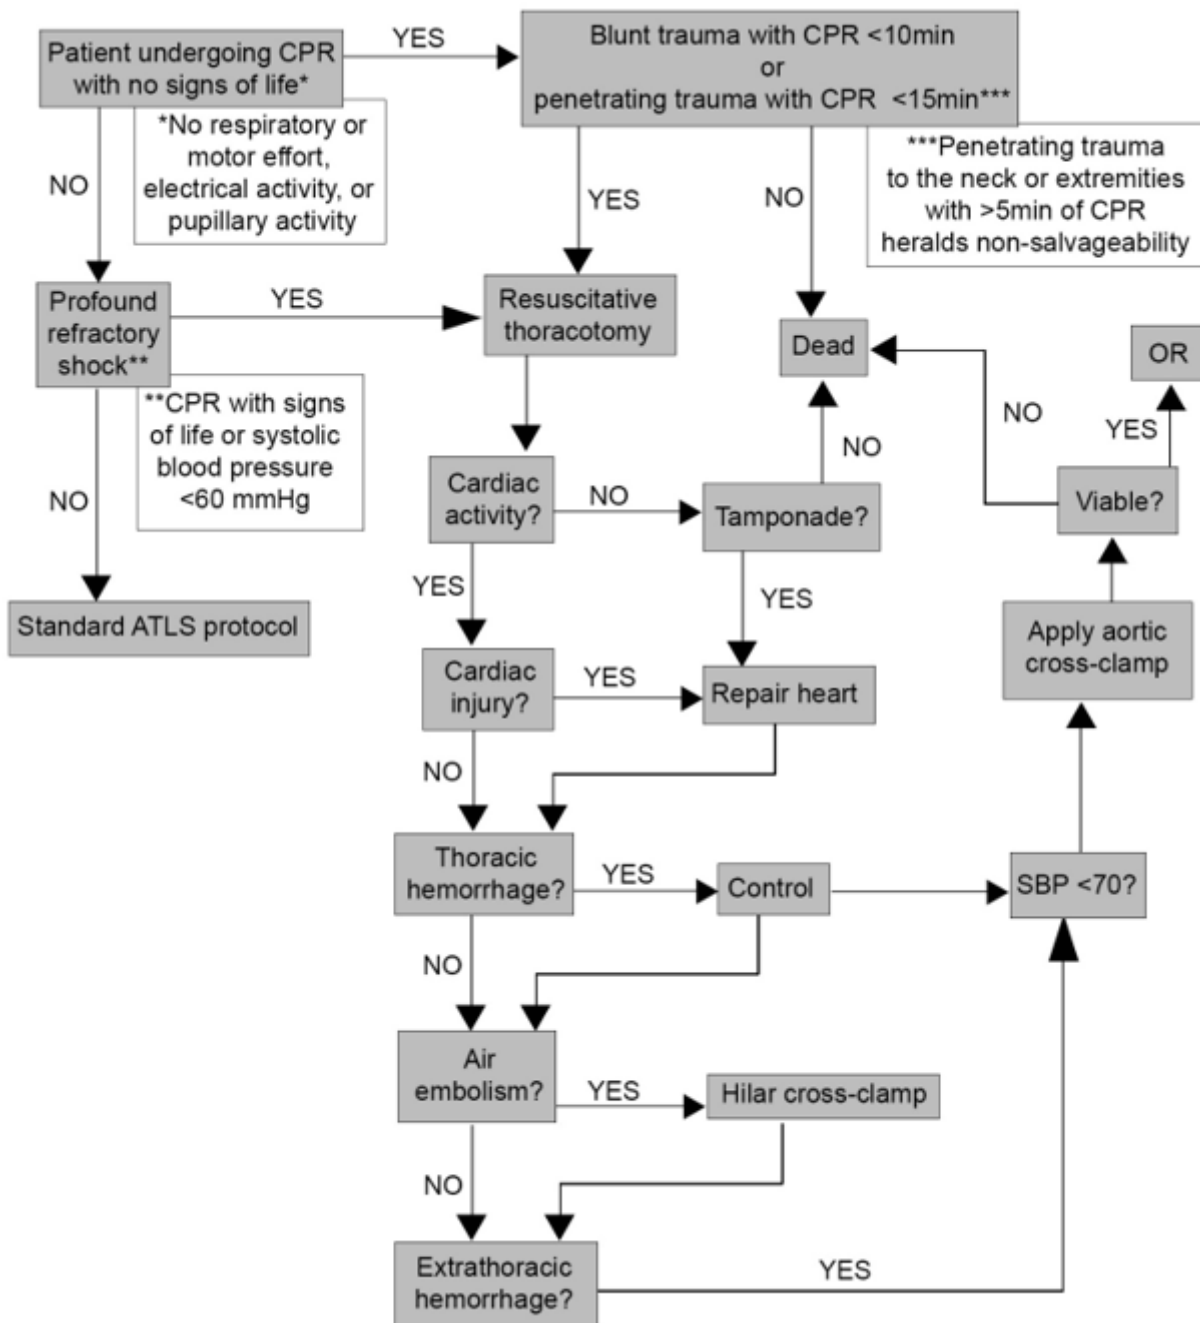 Patient undergoing CPR
with no signs of life*
YES
Blunt trauma with CPR <10min
or
penetrating trauma with CPR <15min***
*No respiratory or
motor effort,
electrical activity, or
pupillary activity
NO
YES
NO
***Penetrating trauma
to the neck or extremities
with >5min of CPR
heralds non-salvageability
Profound
refractory
shock**
YES
Resuscitative
thoracotomy
Dead
OR
**CPR with signs
of life or systolic
blood pressure
<60 mmHg
NO
YES
NO
NO
Cardiac
activity?
NO
Tamponade?
Viable?
YES
YES
Standard ATLS protocol
Apply aortic
cross-clamp
Cardiac
injury?
YES
Repair heart
NO
Thoracic
hemorrhage?
YES
Control
SBP <70?
NO
Air
embolism?
YES
Hilar cross-clamp
NO
Extrathoracic
hemorrhage?
YES